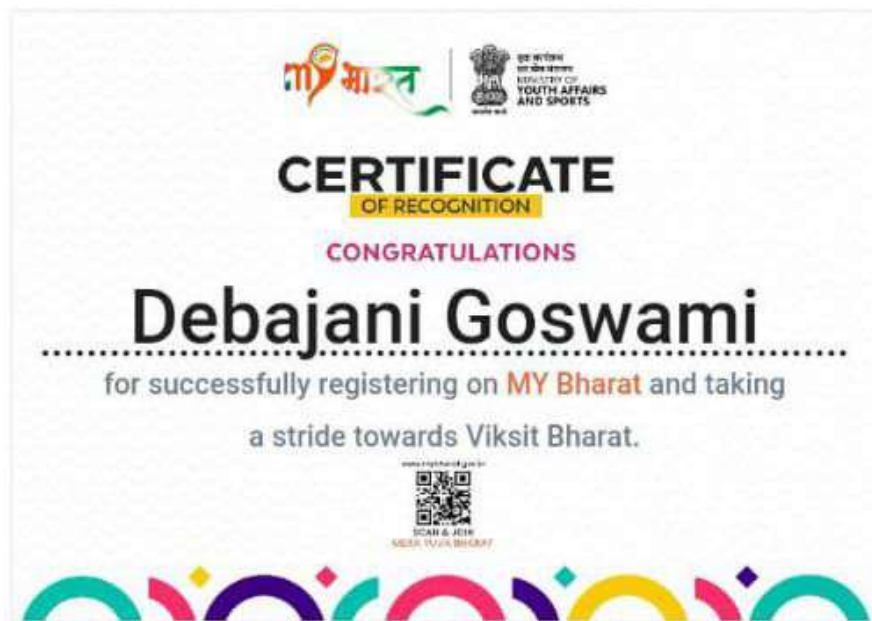 my भारत
MINISTRY OF
YOUTH AFFAIRS
AND SPORTS
CERTIFICATE
OF RECOGNITION
CONGRATULATIONS
Debajani Goswami
for successfully registering on MY Bharat and taking
a stride towards Viksit Bharat.
SCAN & JOIN
MERA YUVA BHARAT